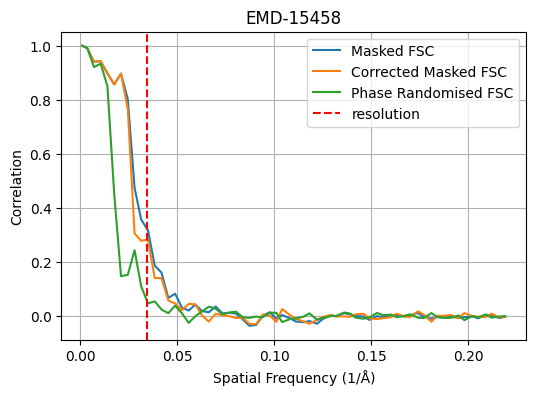 EMD-15458
Masked FSC
Corrected Masked FSC
Phase Randomised FSC
resolution
Correlation
1.0
0.8
0.6
0.4
0.2
0.0
0.00 0.05 0.10 0.15 0.20
Spatial Frequency (1/Å)